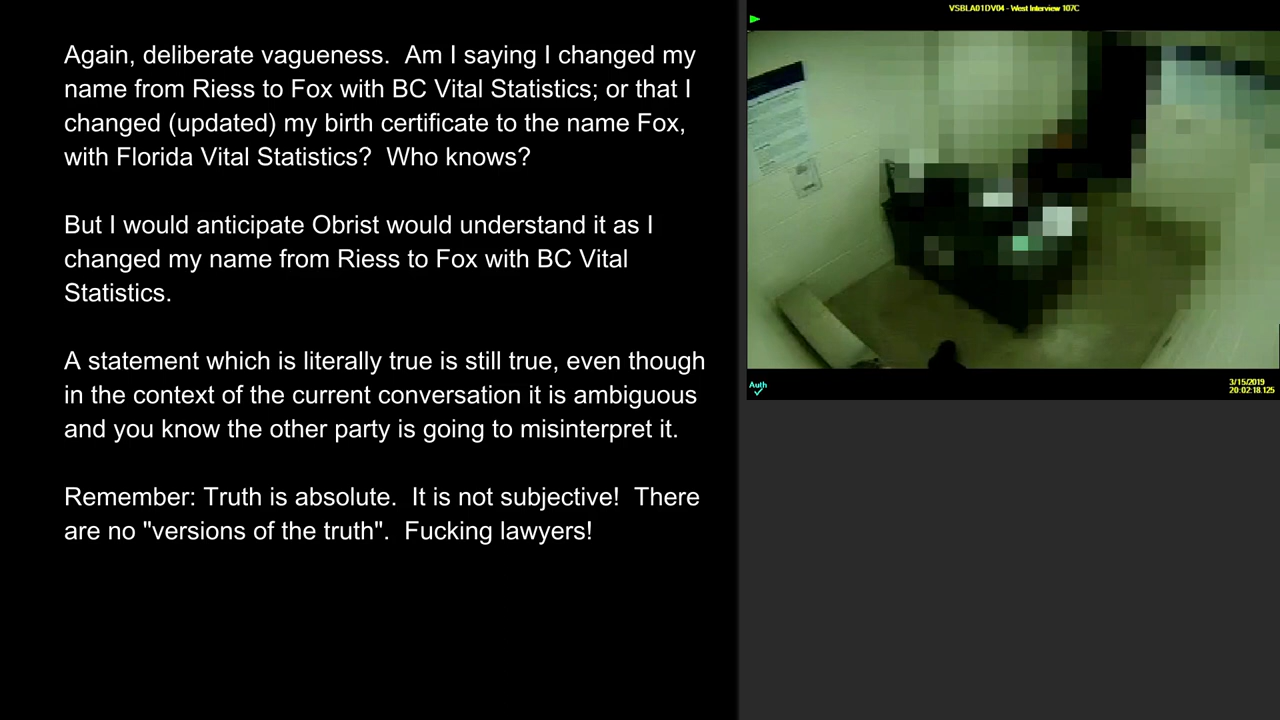 VSBLA01DV04 - West Interview 107C
Again, deliberate vagueness.  Am I saying I changed my
name from Riess to Fox with BC Vital Statistics; or that I
changed (updated) my birth certificate to the name Fox,
with Florida Vital Statistics?  Who knows?
But I would anticipate Obrist would understand it as I
changed my name from Riess to Fox with BC Vital
Statistics.
A statement which is literally true is still true, even though
in the context of the current conversation it is ambiguous
and you know the other party is going to misinterpret it.
Remember: Truth is absolute.  It is not subjective!  There
are no "versions of the truth".  Fucking lawyers!
Auth
3/15/2019
20:02:18.125